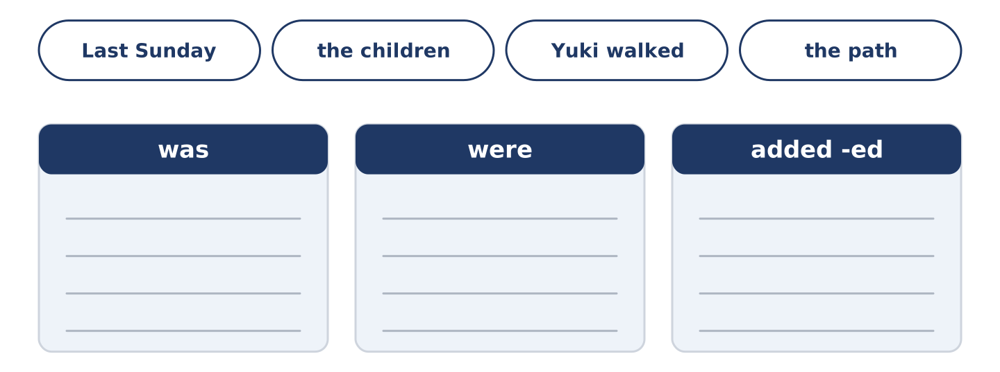 Last Sunday
the children
Yuki walked
the path
was
were
added -ed